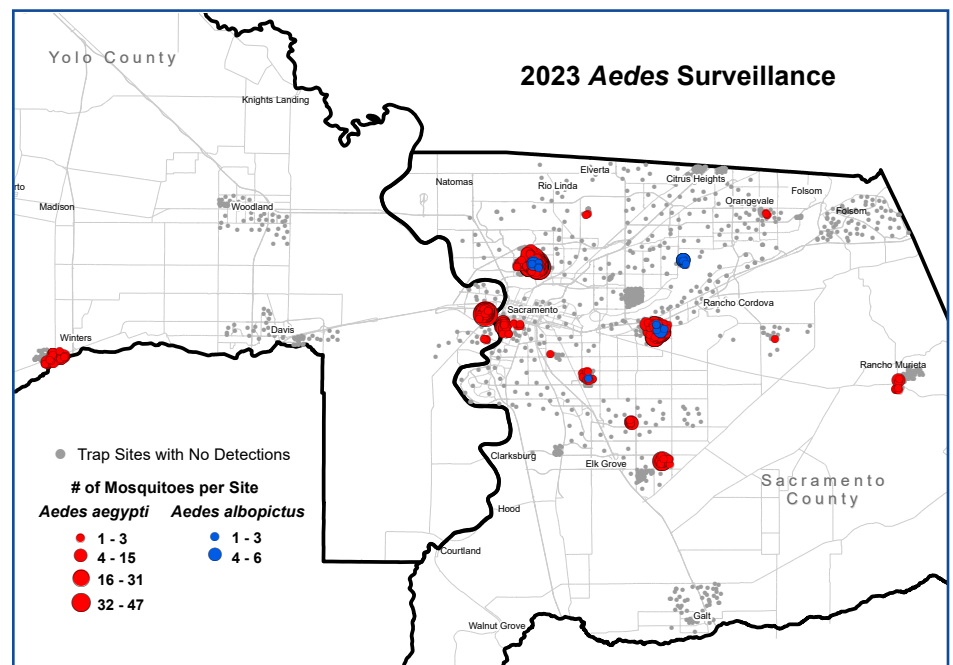 Yolo County
2023 Aedes Surveillance
Knights Landing
Elverta
Citrus Heights
Natomas
Rio Linda
Folsom
rto
Madison
Woodland
Orangevale
Folsom
Rancho Cordova
Sacramento
Winters
Davis
Rancho Murieta
Trap Sites with No Detections
Clarksburg
Elk Grove
Sacramento
County
# of Mosquitoes per Site
Aedes aegypti
Aedes albopictus
Hood
1 - 3
1 - 3
4 - 15
4 - 6
Courtland
16 - 31
32 - 47
Galt
Walnut Grove